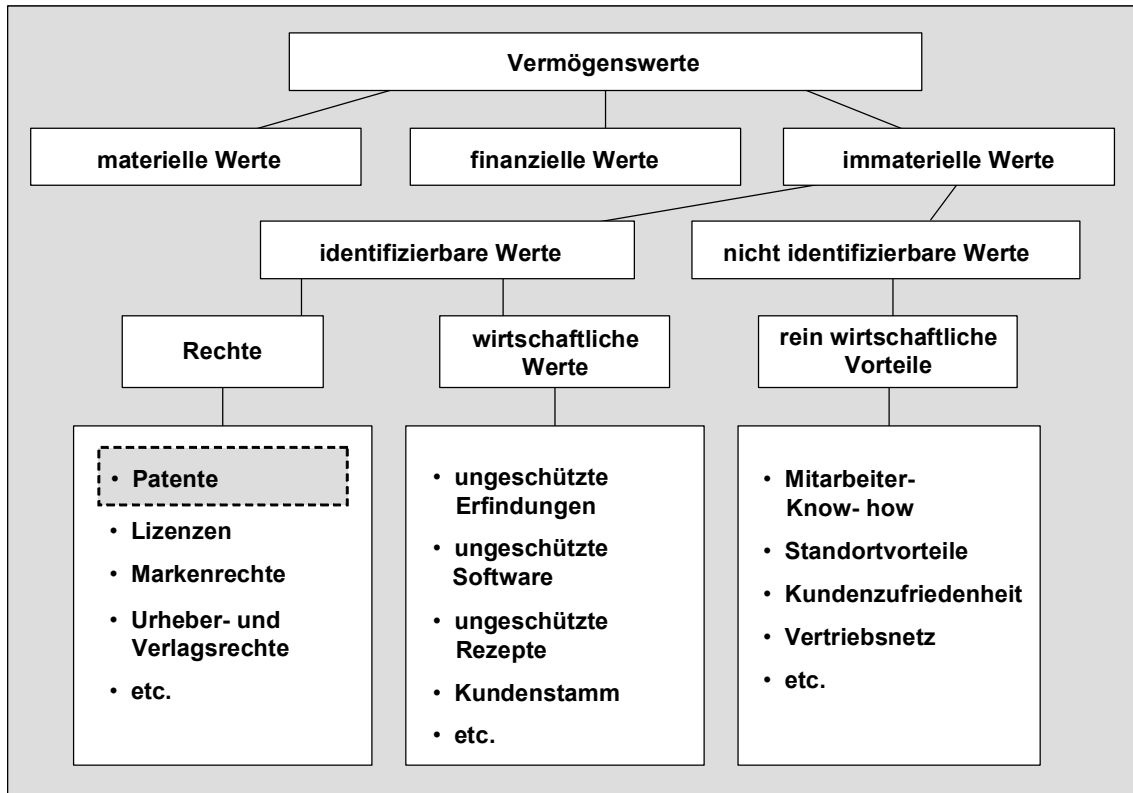 Vermögenswerte
materielle Werte
finanzielle Werte
immaterielle Werte
identifizierbare Werte
nicht identifizierbare Werte
Rechte
wirtschaftliche
Werte
rein wirtschaftliche
Vorteile
• Patente
• Lizenzen
• Markenrechte
• Urheber- und
Verlagsrechte
• etc.
• ungeschützte
Erfindungen
• ungeschützte
Software
• ungeschützte
Rezepte
• Kundenstamm
• etc.
• Mitarbeiter-
Know- how
• Standortvorteile
• Kundenzufriedenheit
• Vertriebsnetz
• etc.